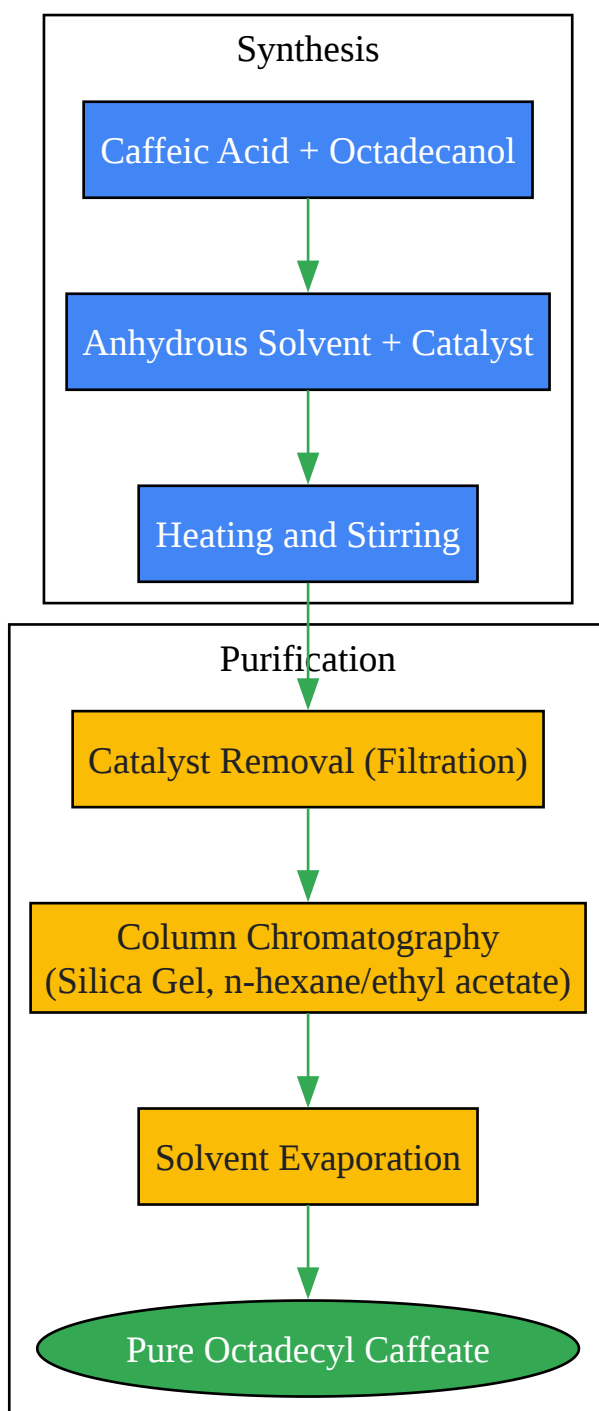 Synthesis
Caffeic Acid + Octadecanol
Anhydrous Solvent + Catalyst
Heating and Stirring
Purification
Catalyst Removal (Filtration)
Column Chromatography
(Silica Gel, n-hexane/ethyl acetate)
Solvent Evaporation
Pure Octadecyl Caffeate